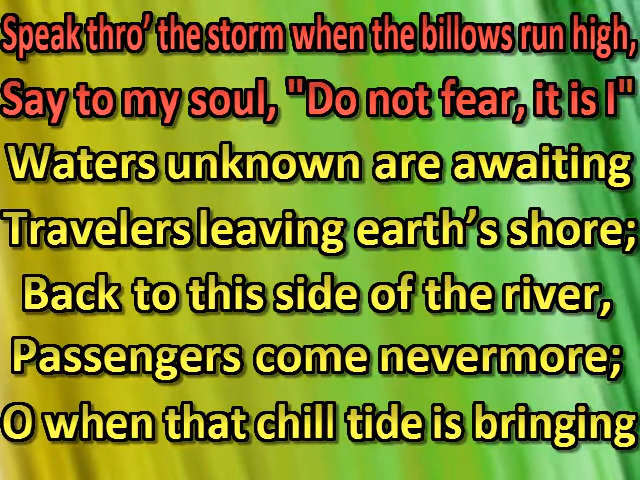 Speak thro’ the storm when the billows run high,
Say to my soul, "Do not fear, it is I"
Waters unknown are awaiting
Travelers leaving earth’s shore;
Back to this side of the river,
Passengers come nevermore;
O when that chill tide is bringing